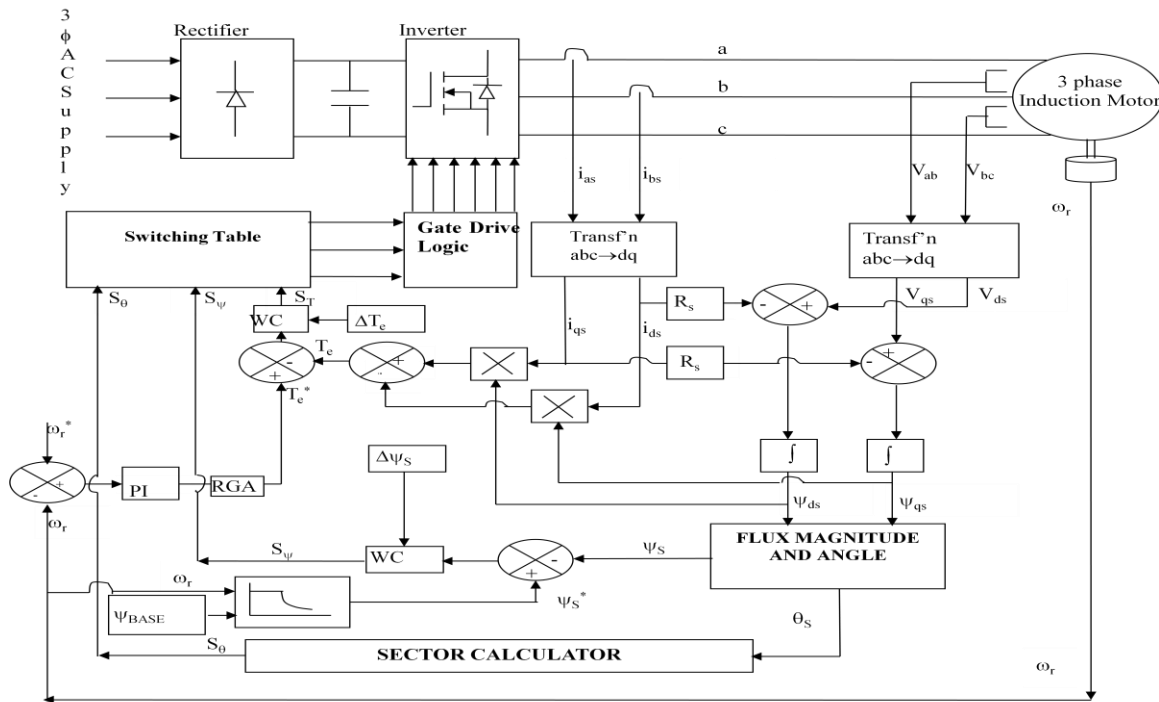 3 ϕ A C S u p p l y
Rectifier
Inverter
a
b
c
3 phase
Induction Motor
i_as
i_bs
V_ab
V_bc
ω_r
Switching Table
Gate Drive
Logic
Transf'n
abc→dq
Transf'n
abc→dq
S_θ
S_ψ
S_T
WC
ΔT_e
i_qs
i_ds
R_s
-
+
V_qs
V_ds
T_e
-
+
+
-
R_s
-
+
T_e*
ω_r*
+
-
PI
RGA
Δψ_S
∫
∫
ω_r
ψ_ds
ψ_qs
FLUX MAGNITUDE
AND ANGLE
S_ψ
WC
-
+
ψ_S
ω_r
ψ_BASE
ψ_S*
θ_S
S_θ
SECTOR CALCULATOR
ω_r